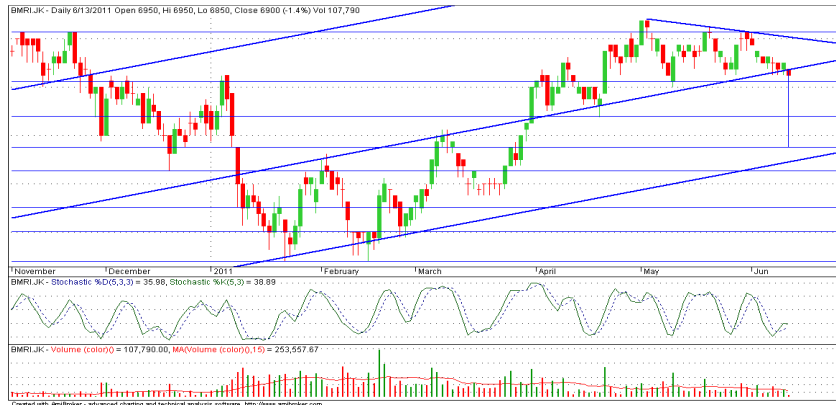 BMRI.JK - Daily 6/13/2011 Open 6950, Hi 6950, Lo 6850, Close 6900 (-1.4%) Vol 107,790
November December 2011 February March April May Jun
BMRI.JK - Stochastic %D(5,3,3) = 35.98, Stochastic %K(5,3) = 38.89
BMRI.JK - Volume (color)() = 107,790.00, MA(Volume (color)(),15) = 253,557.67
Created with AmiBroker - advanced charting and technical analysis software. http://www.amibroker.com